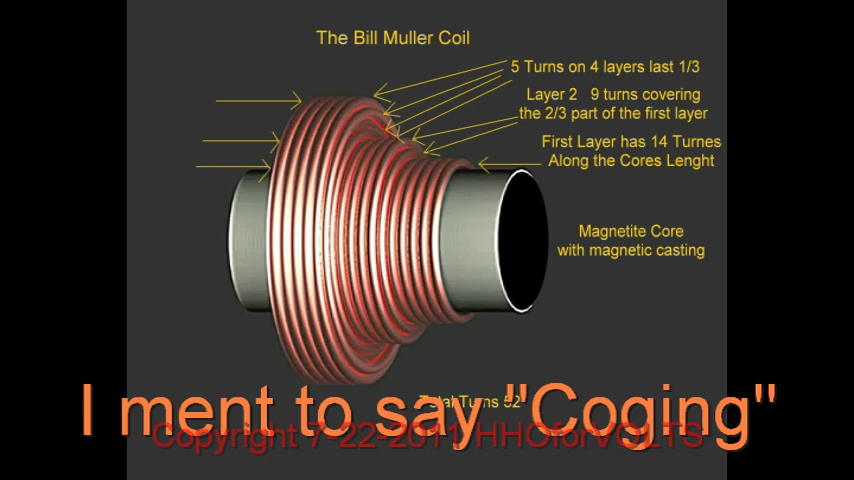 The Bill Muller Coil
5 Turns on 4 layers last 1/3
Layer 2 9 turns covering
the 2/3 part of the first layer
First Layer has 14 Turnes
Along the Cores Lenght
Magnetite Core
with magnetic casting
Total Turns 52
I ment to say "Coging"
Copyright 7-22-2011 HHOforVOLTS